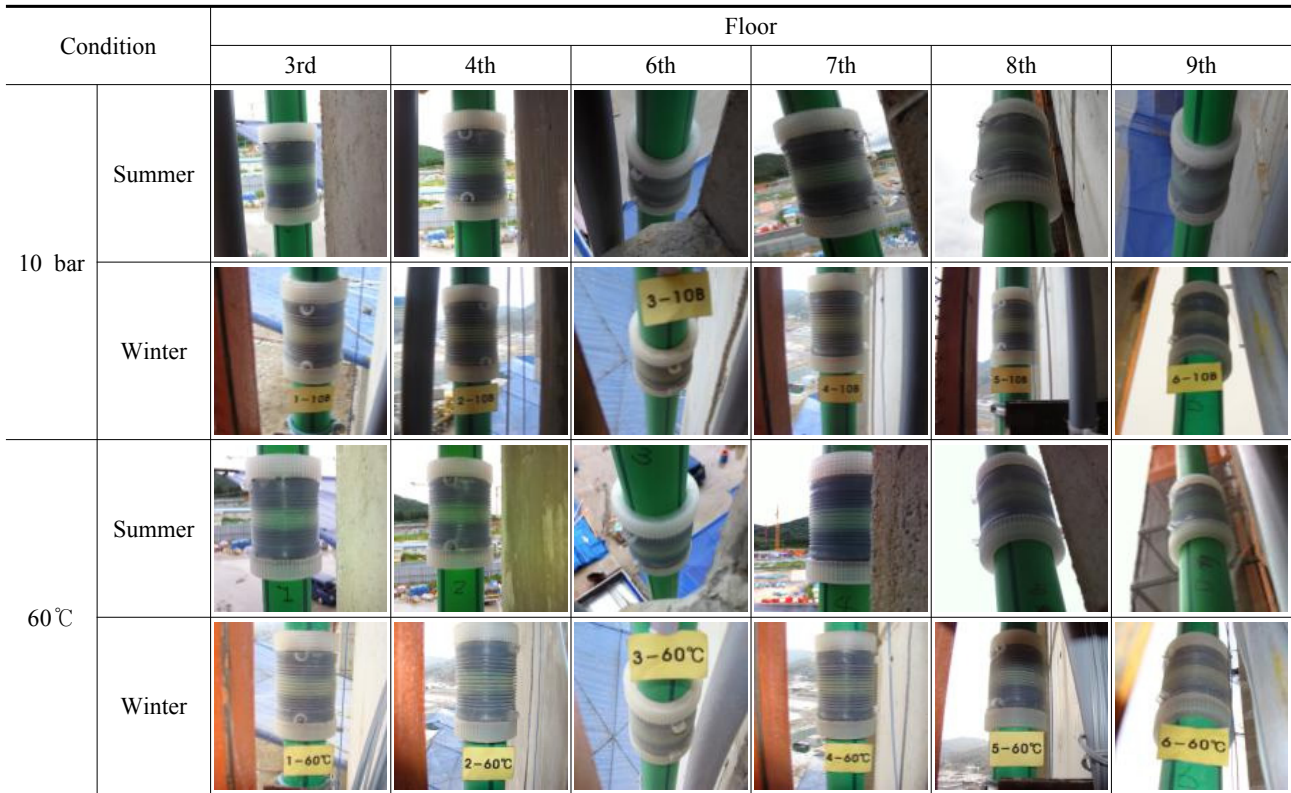 Condition
Floor
3rd 4th 6th 7th 8th 9th
10 bar
Summer
Winter
1-10B 2-10B 3-10B 4-10B 5-10B 6-10B
60℃
Summer
1 2
Winter
1-60℃ 2-60℃ 3-60℃ 4-60℃ 5-60℃ 6-60℃